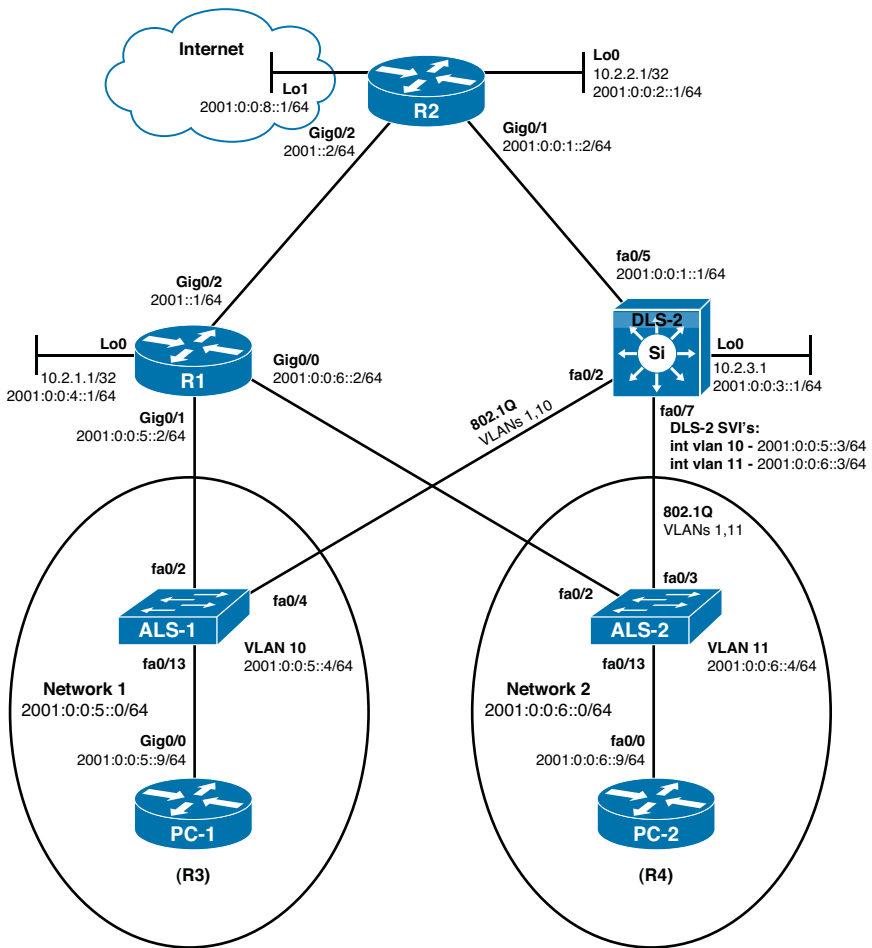 Internet
Lo1
2001:0:0:8::1/64
R2
Lo0
10.2.2.1/32
2001:0:0:2::1/64
Gig0/2
2001::2/64
Gig0/1
2001:0:0:1::2/64
Gig0/2
2001::1/64
fa0/5
2001:0:0:1::1/64
Lo0
10.2.1.1/32
2001:0:0:4::1/64
R1
Gig0/0
2001:0:0:6::2/64
DLS-2
Si
Lo0
10.2.3.1
2001:0:0:3::1/64
fa0/2
fa0/7
Gig0/1
2001:0:0:5::2/64
802.1Q
VLANs 1,10
DLS-2 SVI's:
int vlan 10 - 2001:0:0:5::3/64
int vlan 11 - 2001:0:0:6::3/64
802.1Q
VLANs 1,11
fa0/2
fa0/4
ALS-1
fa0/13
VLAN 10
2001:0:0:5::4/64
Network 1
2001:0:0:5::0/64
Gig0/0
2001:0:0:5::9/64
PC-1
(R3)
fa0/2
fa0/3
ALS-2
fa0/13
VLAN 11
2001:0:0:6::4/64
Network 2
2001:0:0:6::0/64
fa0/0
2001:0:0:6::9/64
PC-2
(R4)